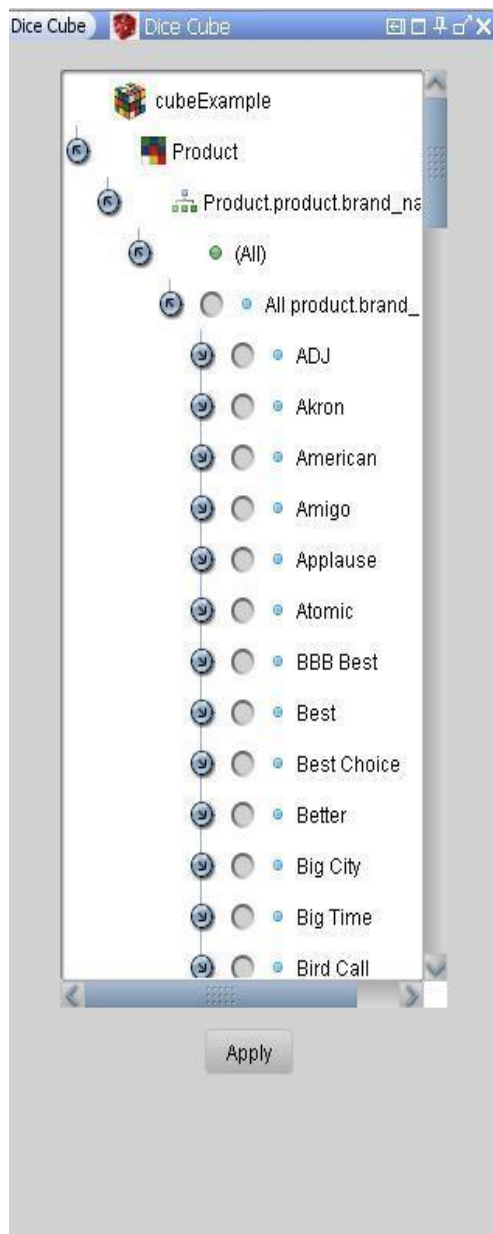 Dice Cube Dice Cube
cubeExample
Product
Product.product.brand_na
(All)
All product.brand_
ADJ
Akron
American
Amigo
Applause
Atomic
BBB Best
Best
Best Choice
Better
Big City
Big Time
Bird Call
Apply